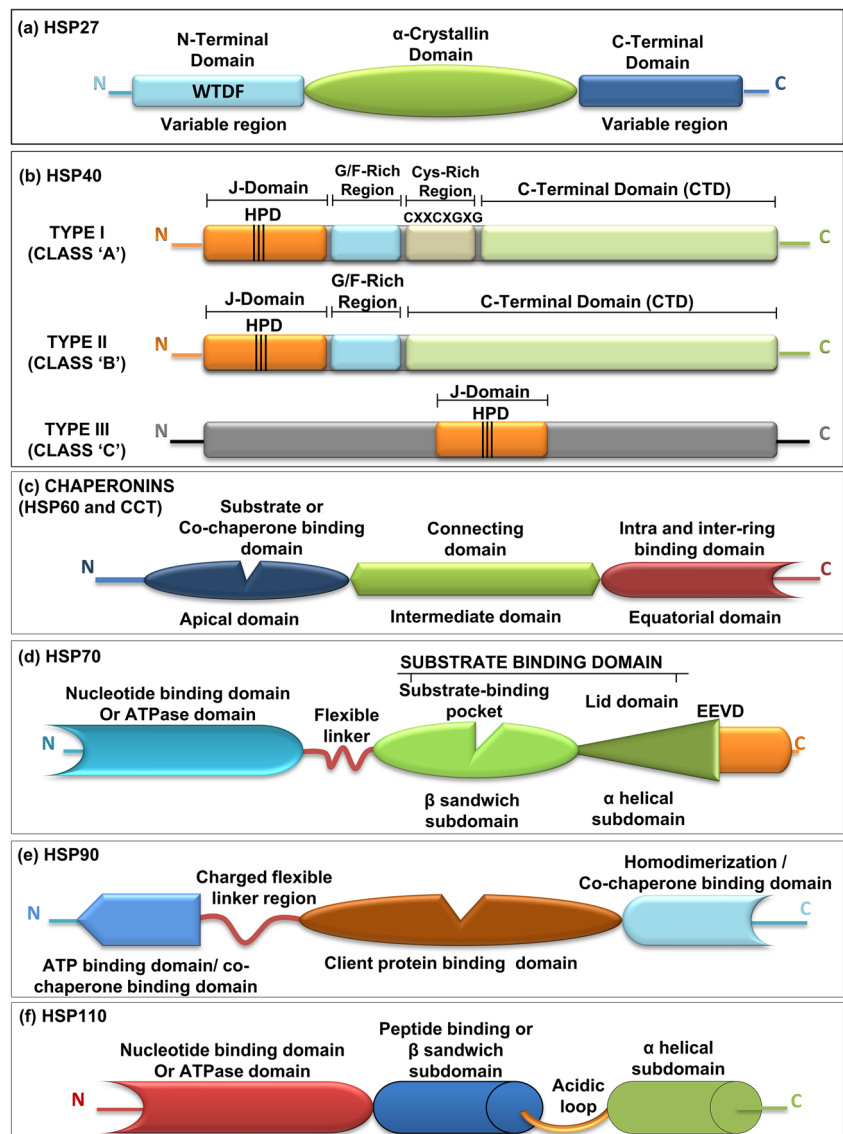 (a) HSP27
N-Terminal
Domain
α-Crystallin
Domain
C-Terminal
Domain
N
WTDF
C
Variable region
Variable region
(b) HSP40
J-Domain
G/F-Rich
Region
Cys-Rich
Region
C-Terminal Domain (CTD)
HPD
CXXCXGXG
TYPE I
(CLASS ‘A’)
N
C
J-Domain
G/F-Rich
Region
C-Terminal Domain (CTD)
HPD
TYPE II
(CLASS ‘B’)
N
C
J-Domain
HPD
TYPE III
(CLASS ‘C’)
N
C
(c) CHAPERONINS
(HSP60 and CCT)
Substrate or
Co-chaperone binding
domain
Connecting
domain
Intra and inter-ring
binding domain
N
C
Apical domain
Intermediate domain
Equatorial domain
(d) HSP70
SUBSTRATE BINDING DOMAIN
Nucleotide binding domain
Or ATPase domain
Flexible
linker
Substrate-binding
pocket
Lid domain
EEVD
N
C
β sandwich
subdomain
α helical
subdomain
(e) HSP90
Charged flexible
linker region
Homodimerization /
Co-chaperone binding domain
N
C
ATP binding domain/ co-
chaperone binding domain
Client protein binding domain
(f) HSP110
Nucleotide binding domain
Or ATPase domain
Peptide binding or
β sandwich
subdomain
Acidic
loop
α helical
subdomain
N
C